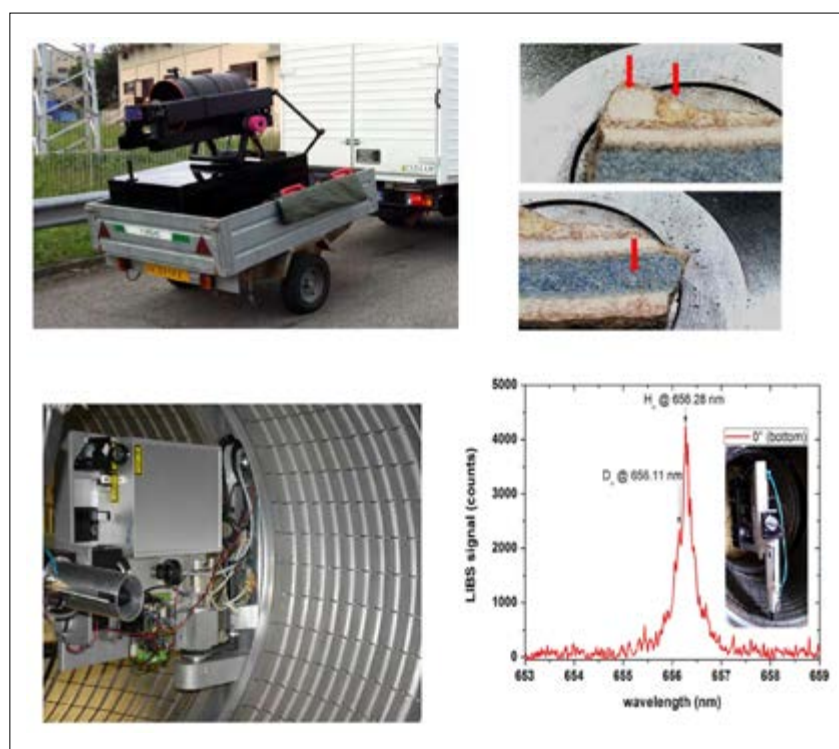 5000
4000
3000
2000
1000
0
LIBS signal (counts)
Hα @ 656.28 nm
Dα @ 656.11 nm
0° (bottom)
653 654 655 656 657 658 659
wavelength (nm)